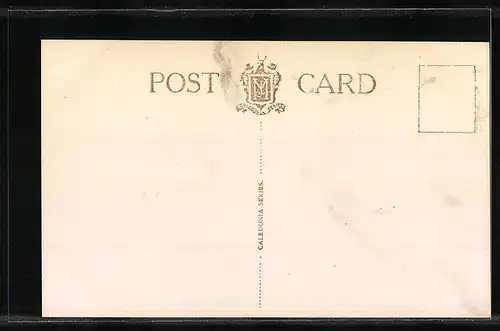 POST CARD
CALEDONIA SERIES.